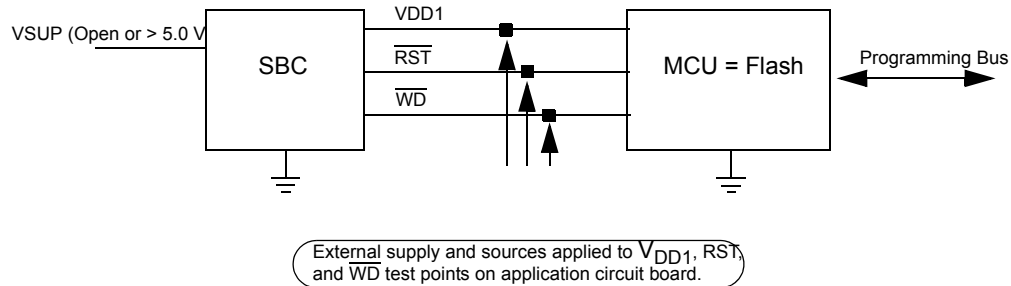 VDD1
VSUP (Open or > 5.0 V
SBC
RST
WD
MCU = Flash
Programming Bus
External supply and sources applied to VDD1, RST,
and WD test points on application circuit board.